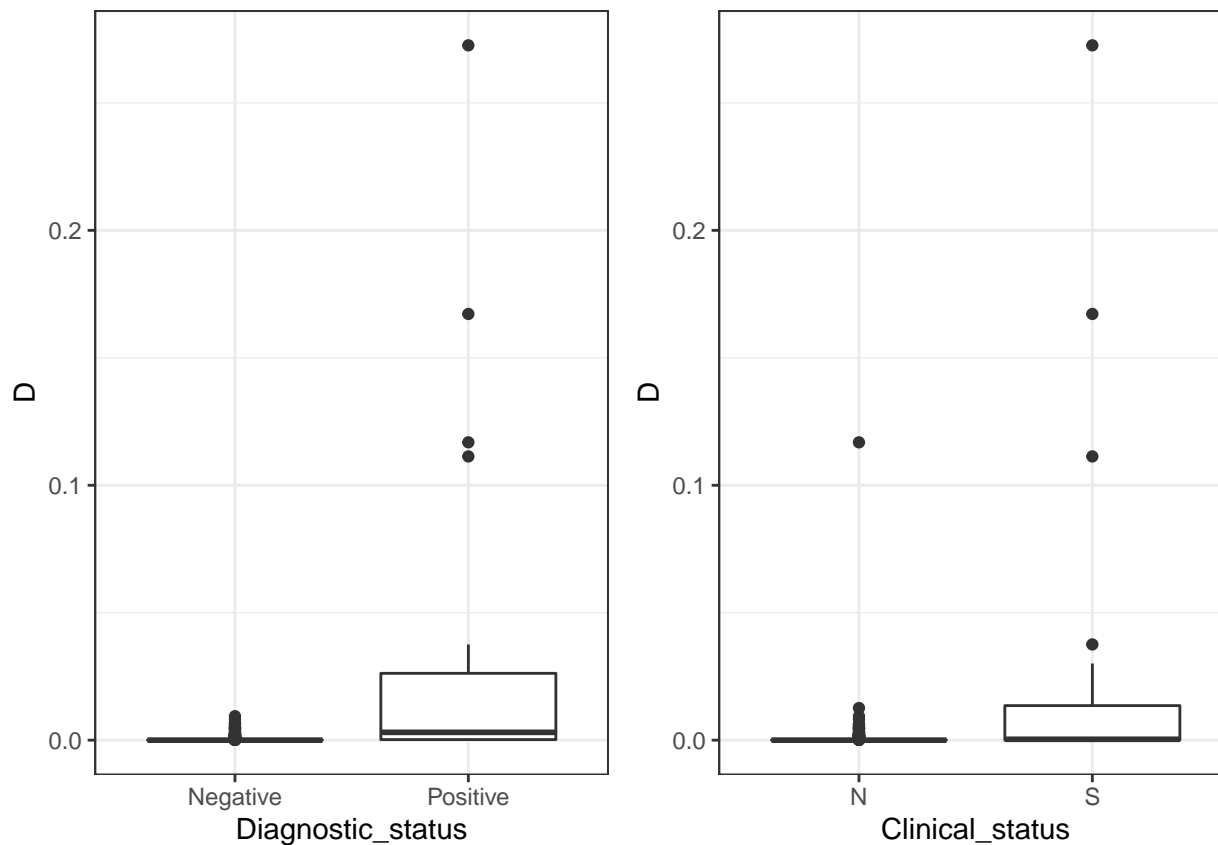 D
0.2
0.1
0.0
Negative Positive
Diagnostic_status
D
0.2
0.1
0.0
N S
Clinical_status